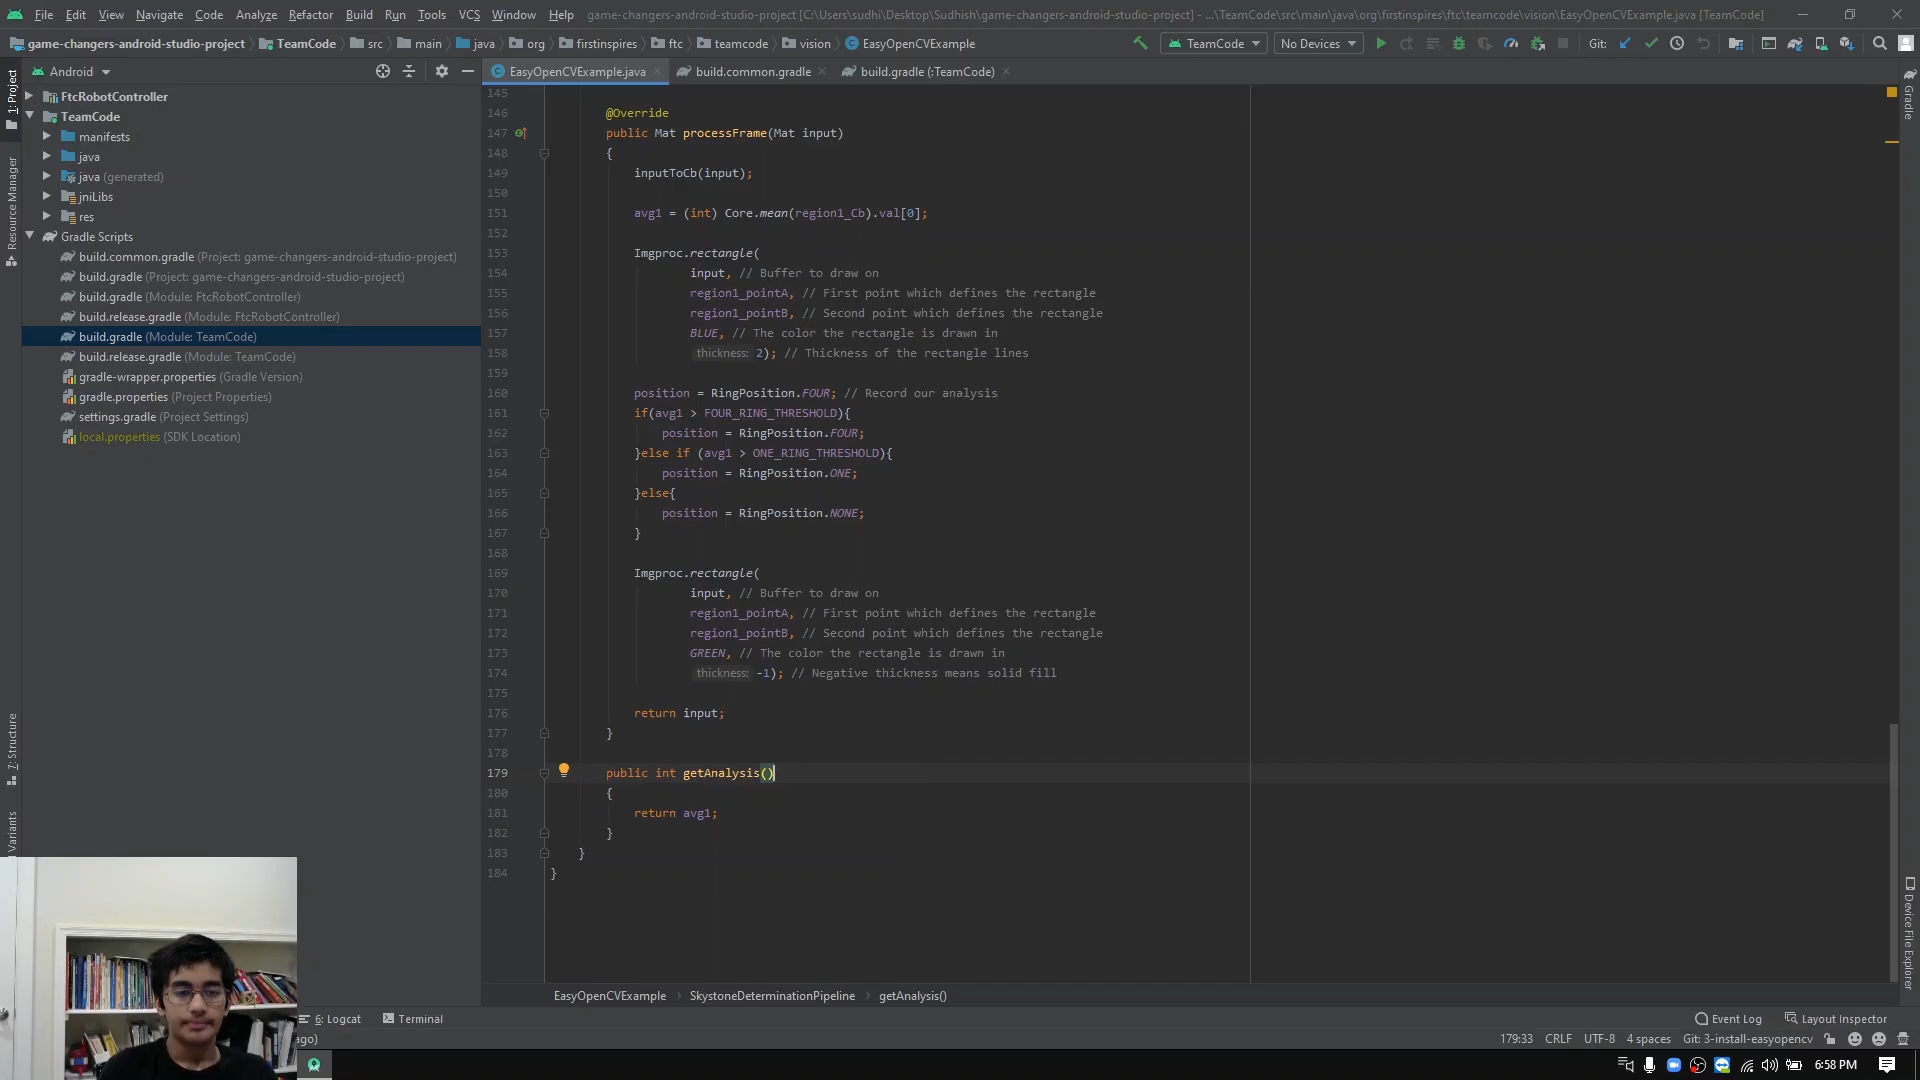 File Edit View Navigate Code Analyze Refactor Build Run Tools VCS Window Help game-changers-android-studio-project [C:\Users\sudhi\Desktop\Sudhish\game-changers-android-studio-project] - ...\TeamCode\src\main\java\org\firstinspires\ftc\teamcode\vision\EasyOpenCVExample.java [TeamCode]
game-changers-android-studio-project TeamCode src main java org firstinspires ftc teamcode vision EasyOpenCVExample TeamCode No Devices Git:
Android EasyOpenCVExample.java build.common.gradle build.gradle (:TeamCode)
1: Project
Resource Manager
7: Structure
Variants
Gradle
Device File Explorer
FtcRobotController
TeamCode
manifests
java
java (generated)
jniLibs
res
Gradle Scripts
build.common.gradle (Project: game-changers-android-studio-project)
build.gradle (Project: game-changers-android-studio-project)
build.gradle (Module: FtcRobotController)
build.release.gradle (Module: FtcRobotController)
build.gradle (Module: TeamCode)
build.release.gradle (Module: TeamCode)
gradle-wrapper.properties (Gradle Version)
gradle.properties (Project Properties)
settings.gradle (Project Settings)
local.properties (SDK Location)
145
146 @Override
147 public Mat processFrame(Mat input)
148 {
149 inputToCb(input);
150
151 avg1 = (int) Core.mean(region1_Cb).val[0];
152
153 Imgproc.rectangle(
154 input, // Buffer to draw on
155 region1_pointA, // First point which defines the rectangle
156 region1_pointB, // Second point which defines the rectangle
157 BLUE, // The color the rectangle is drawn in
158 thickness: 2); // Thickness of the rectangle lines
159
160 position = RingPosition.FOUR; // Record our analysis
161 if(avg1 > FOUR_RING_THRESHOLD){
162 position = RingPosition.FOUR;
163 }else if (avg1 > ONE_RING_THRESHOLD){
164 position = RingPosition.ONE;
165 }else{
166 position = RingPosition.NONE;
167 }
168
169 Imgproc.rectangle(
170 input, // Buffer to draw on
171 region1_pointA, // First point which defines the rectangle
172 region1_pointB, // Second point which defines the rectangle
173 GREEN, // The color the rectangle is drawn in
174 thickness: -1); // Negative thickness means solid fill
175
176 return input;
177 }
178
179 public int getAnalysis()
180 {
181 return avg1;
182 }
183 }
184 }
EasyOpenCVExample SkystoneDeterminationPipeline getAnalysis()
6: Logcat Terminal Event Log Layout Inspector
ago) 179:33 CRLF UTF-8 4 spaces Git: 3-install-easyopencv
6:58 PM